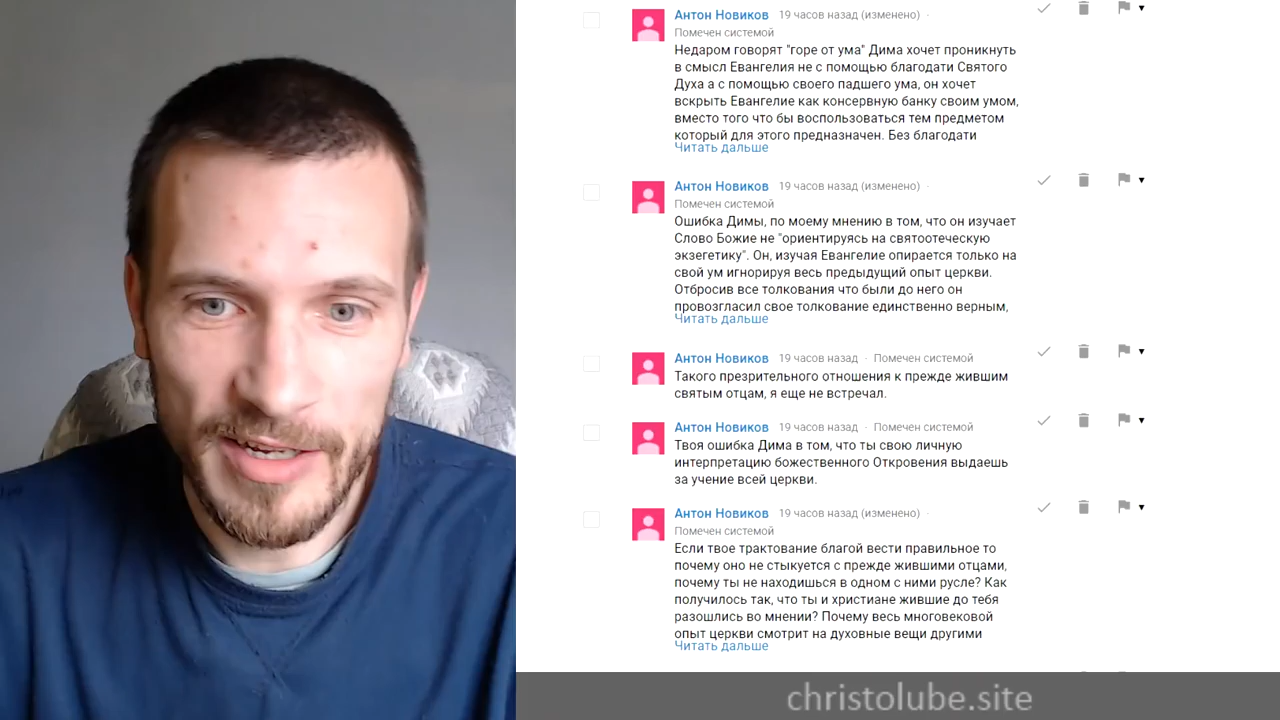 Антон Новиков 19 часов назад (изменено) ·
Помечен системой
Недаром говорят "горе от ума" Дима хочет проникнуть
в смысл Евангелия не с помощью благодати Святого
Духа а с помощью своего падшего ума, он хочет
вскрыть Евангелие как консервную банку своим умом,
вместо того что бы воспользоваться тем предметом
который для этого предназначен. Без благодати
Читать дальше
Антон Новиков 19 часов назад (изменено) ·
Помечен системой
Ошибка Димы, по моему мнению в том, что он изучает
Слово Божие не "ориентируясь на святоотеческую
экзегетику". Он, изучая Евангелие опирается только на
свой ум игнорируя весь предыдущий опыт церкви.
Отбросив все толкования что были до него он
провозгласил свое толкование единственно верным,
Читать дальше
Антон Новиков 19 часов назад · Помечен системой
Такого презрительного отношения к прежде жившим
святым отцам, я еще не встречал.
Антон Новиков 19 часов назад · Помечен системой
Твоя ошибка Дима в том, что ты свою личную
интерпретацию божественного Откровения выдаешь
за учение всей церкви.
Антон Новиков 19 часов назад (изменено) ·
Помечен системой
Если твое трактование благой вести правильное то
почему оно не стыкуется с прежде жившими отцами,
почему ты не находишься в одном с ними русле? Как
получилось так, что ты и христиане жившие до тебя
разошлись во мнении? Почему весь многовековой
опыт церкви смотрит на духовные вещи другими
Читать дальше
christolube.site